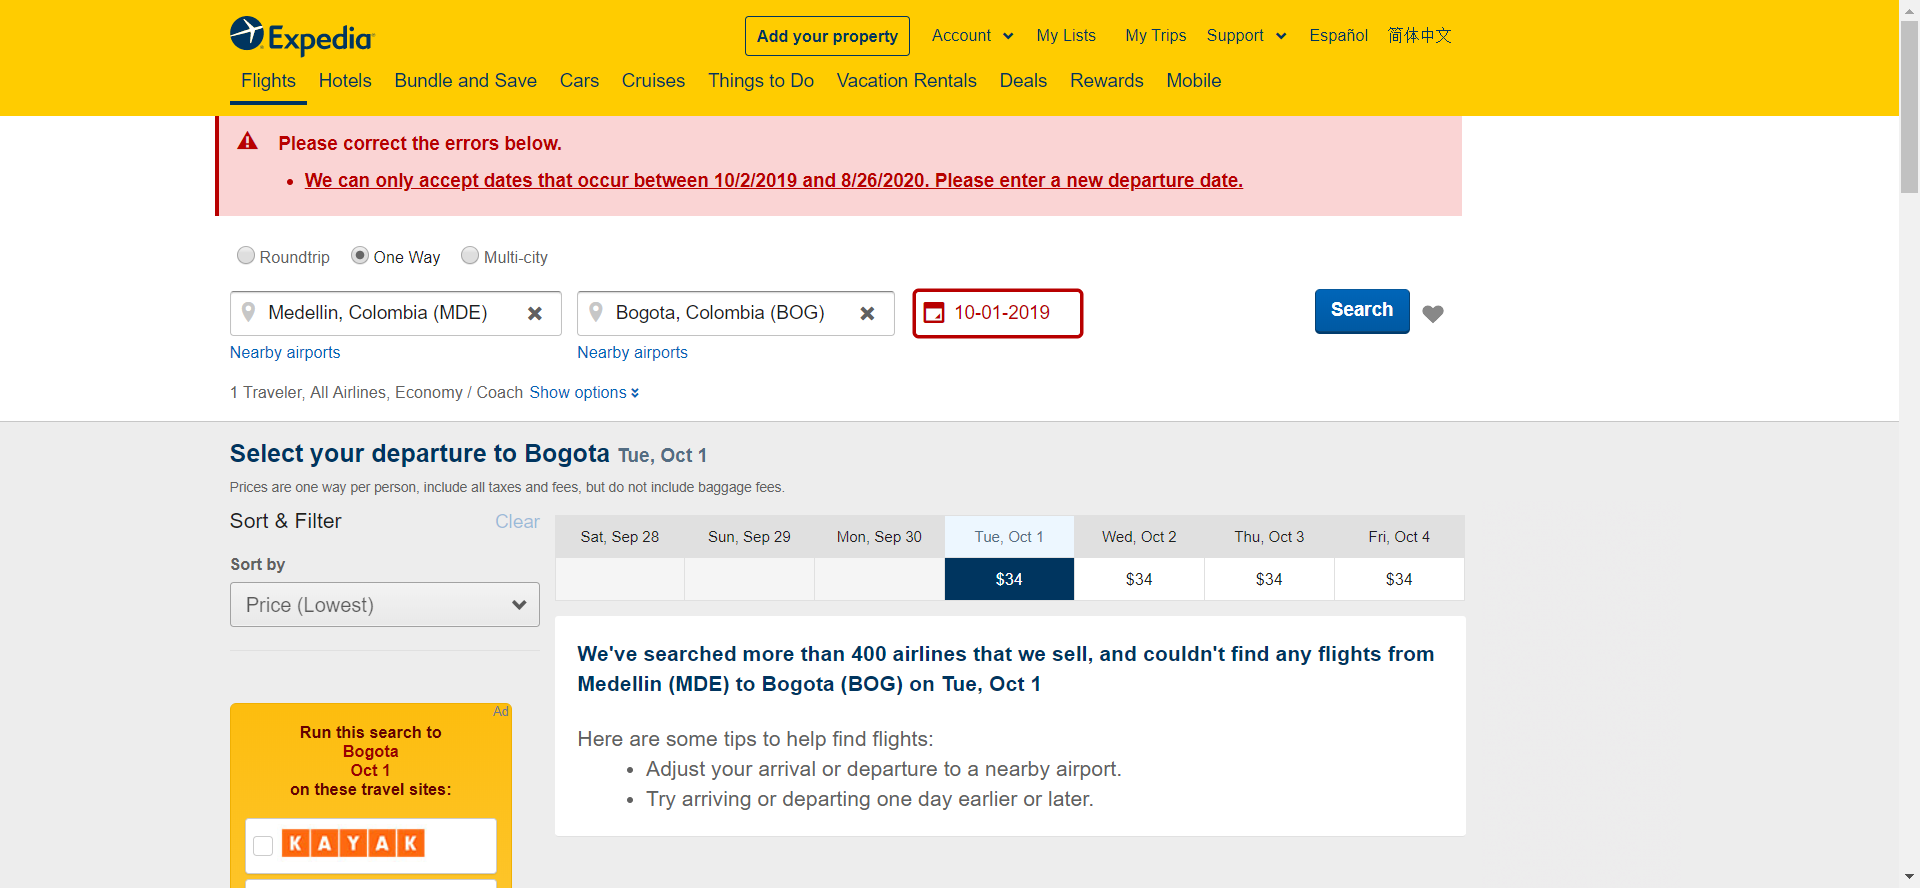 Expedia
Add your property
Account
My Lists
My Trips
Support
Español
简体中文
Flights
Hotels
Bundle and Save
Cars
Cruises
Things to Do
Vacation Rentals
Deals
Rewards
Mobile
Please correct the errors below.
• We can only accept dates that occur between 10/2/2019 and 8/26/2020. Please enter a new departure date.
Roundtrip
One Way
Multi-city
Medellin, Colombia (MDE)
Bogota, Colombia (BOG)
10-01-2019
Search
Nearby airports
Nearby airports
1 Traveler, All Airlines, Economy / Coach Show options
Select your departure to Bogota Tue, Oct 1
Prices are one way per person, include all taxes and fees, but do not include baggage fees.
Sort & Filter
Clear
Sort by
Price (Lowest)
Sat, Sep 28
Sun, Sep 29
Mon, Sep 30
Tue, Oct 1
Wed, Oct 2
Thu, Oct 3
Fri, Oct 4
$34
$34
$34
$34
We've searched more than 400 airlines that we sell, and couldn't find any flights from
Medellin (MDE) to Bogota (BOG) on Tue, Oct 1
Here are some tips to help find flights:
• Adjust your arrival or departure to a nearby airport.
• Try arriving or departing one day earlier or later.
Ad
Run this search to
Bogota
Oct 1
on these travel sites:
KAYAK